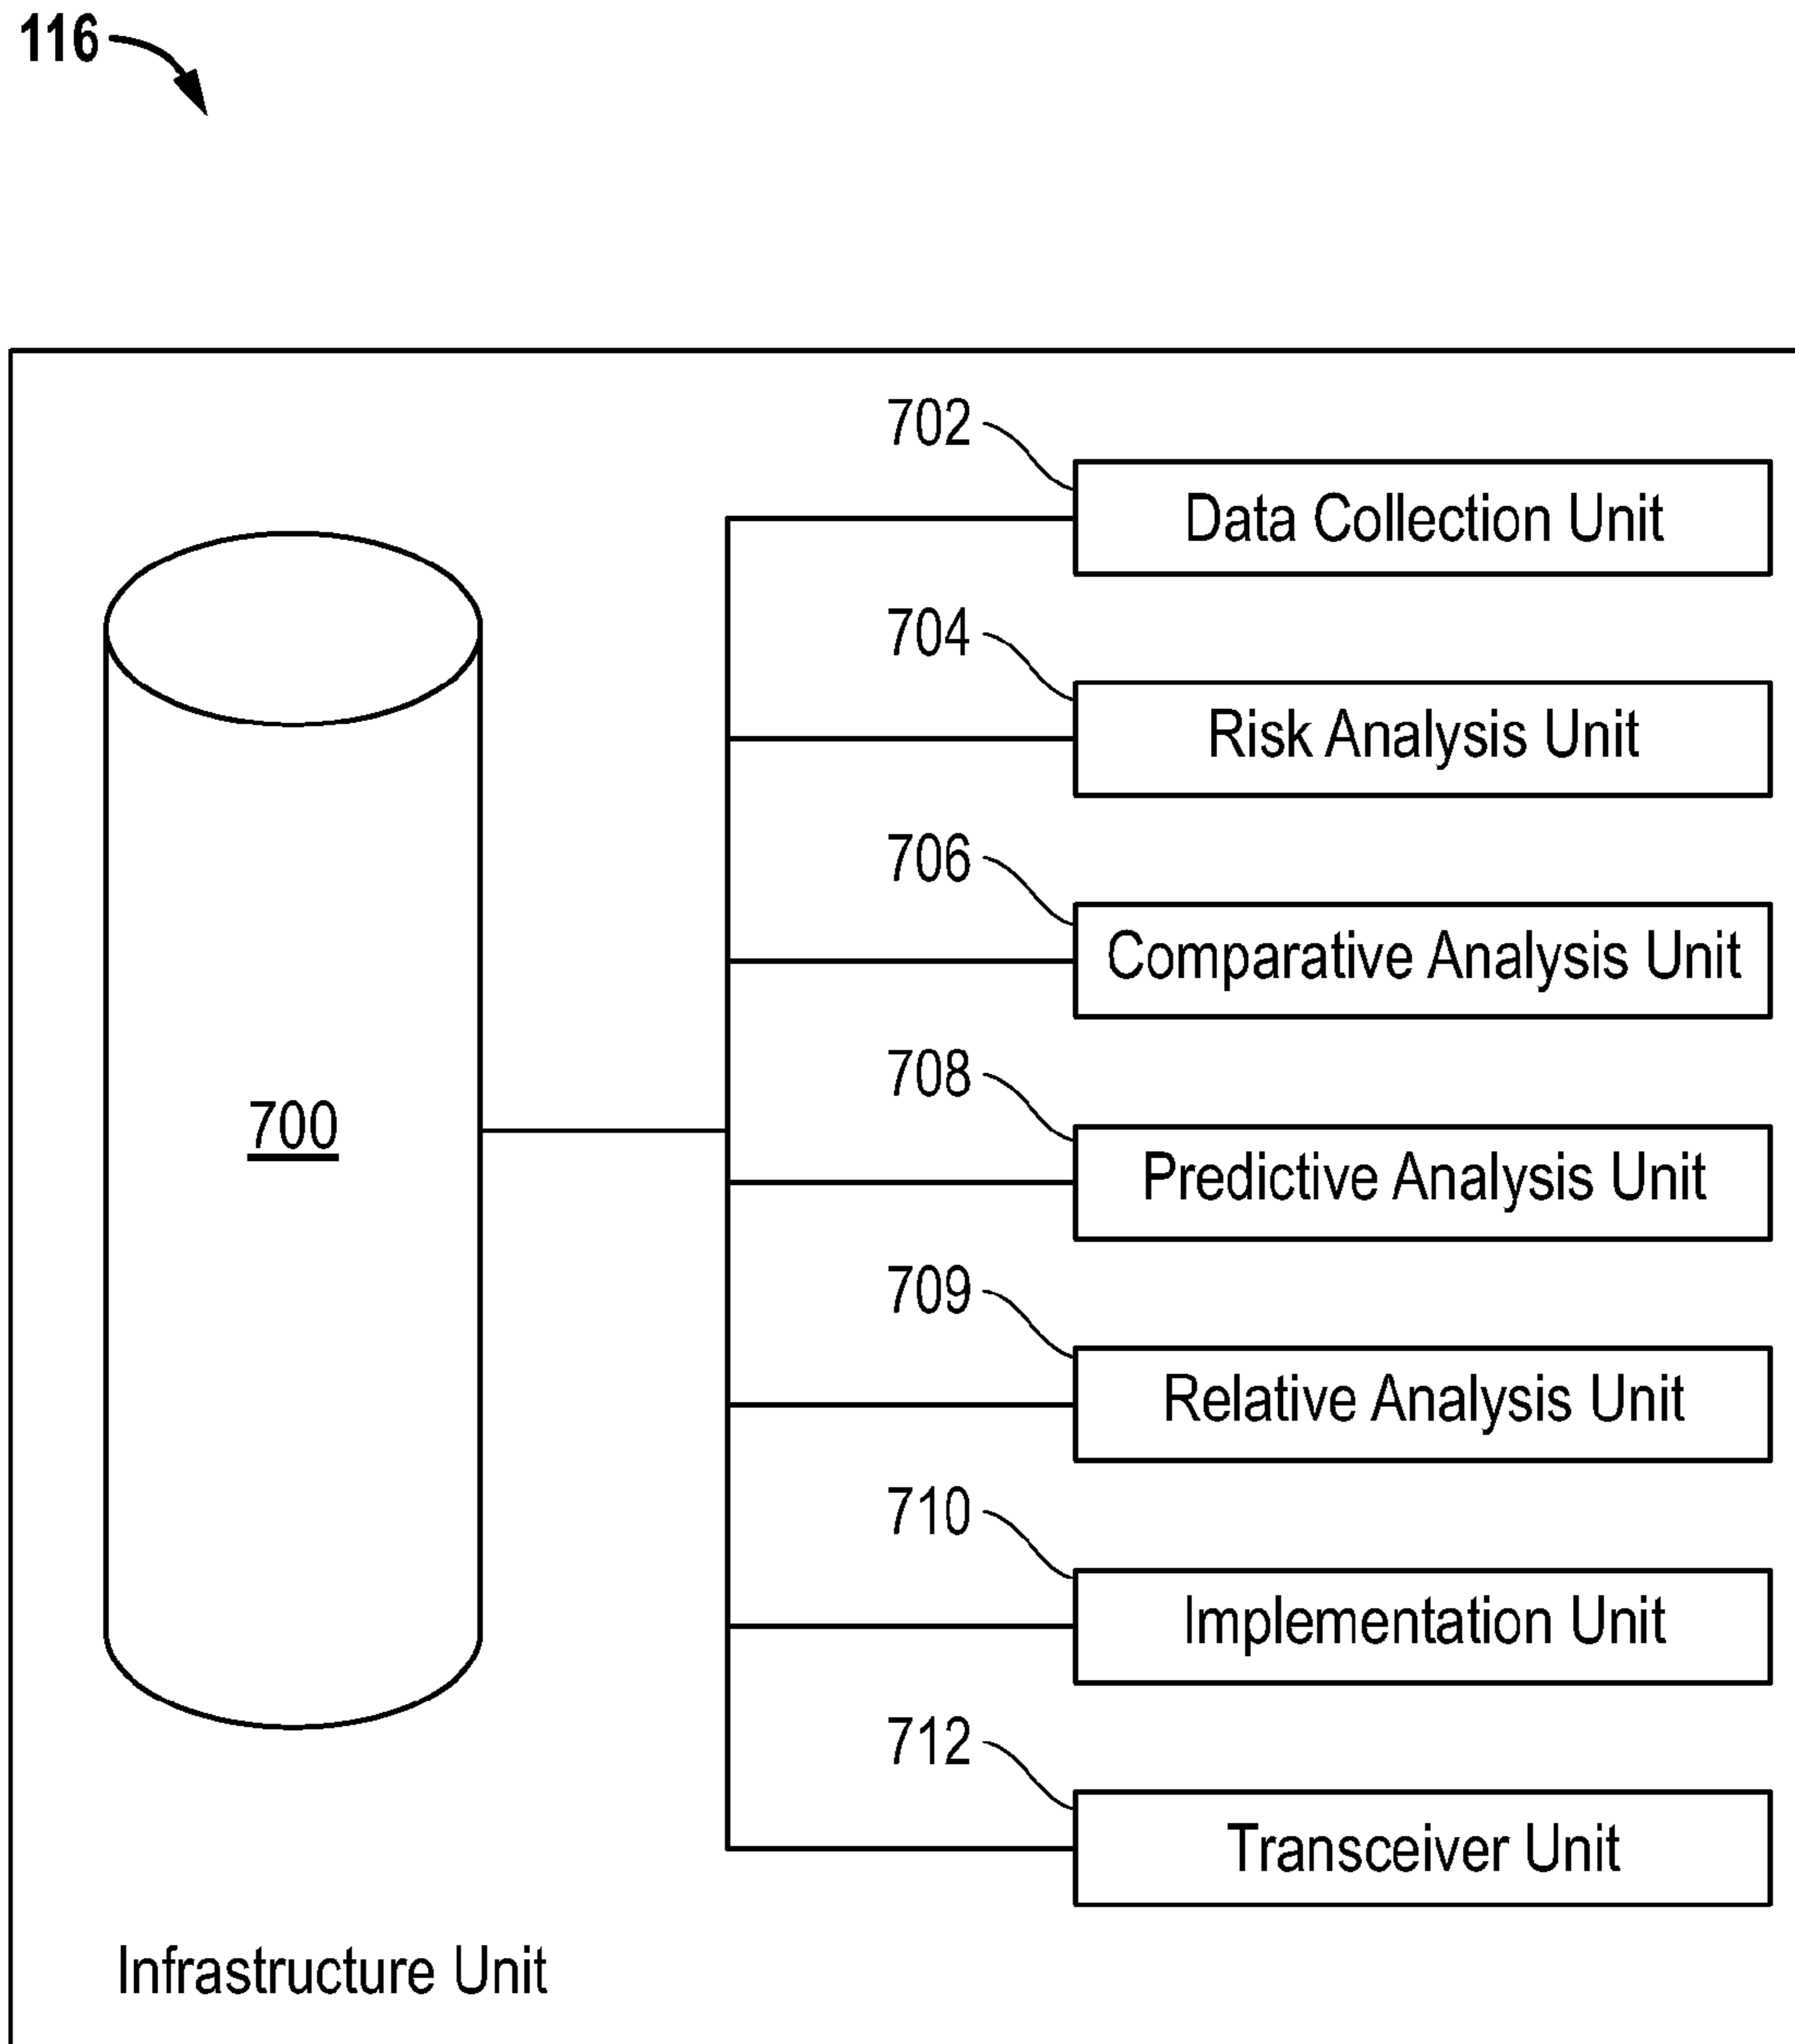 116
702
Data Collection Unit
704
Risk Analysis Unit
706
Comparative Analysis Unit
708
Predictive Analysis Unit
700
709
Relative Analysis Unit
710
Implementation Unit
712
Transceiver Unit
Infrastructure Unit